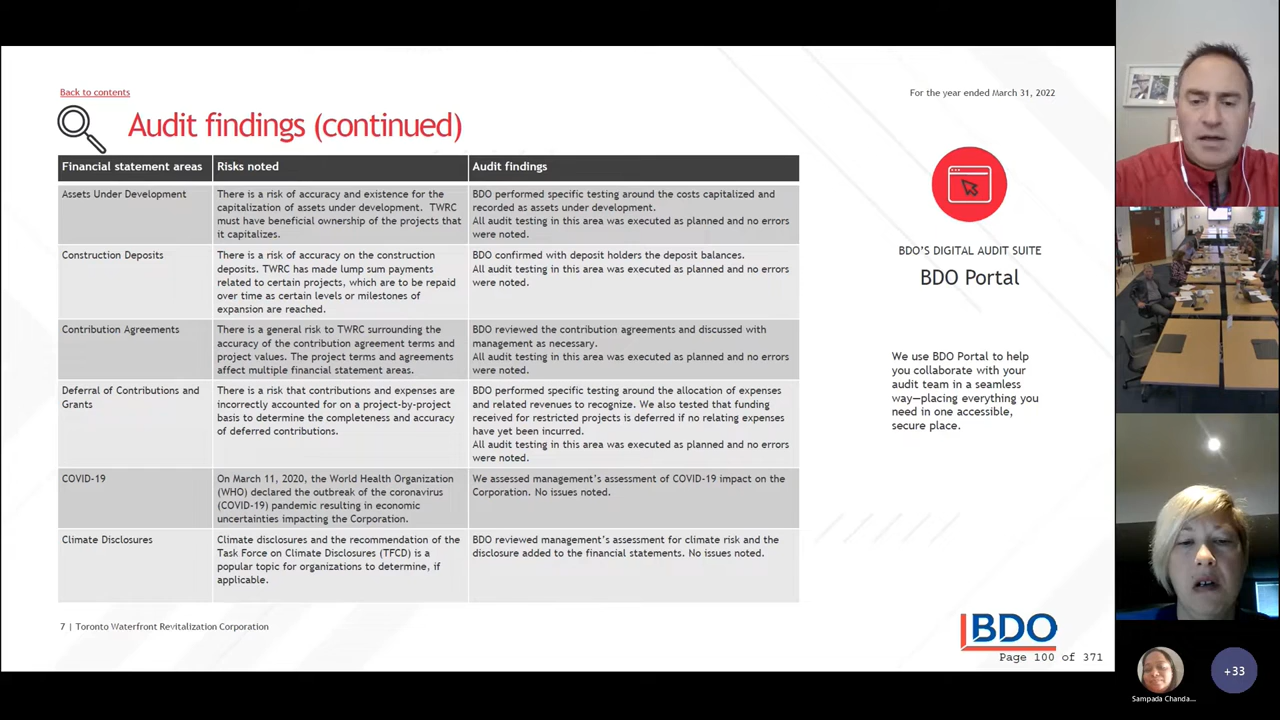 Back to contents
For the year ended March 31, 2022
Audit findings (continued)
Financial statement areas
Risks noted
Audit findings
Assets Under Development
There is a risk of accuracy and existence for the
capitalization of assets under development. TWRC
must have beneficial ownership of the projects that
it capitalizes.
BDO performed specific testing around the costs capitalized and
recorded as assets under development.
All audit testing in this area was executed as planned and no errors
were noted.
Construction Deposits
There is a risk of accuracy on the construction
deposits. TWRC has made lump sum payments
related to certain projects, which are to be repaid
over time as certain levels or milestones of
expansion are reached.
BDO confirmed with deposit holders the deposit balances.
All audit testing in this area was executed as planned and no errors
were noted.
Contribution Agreements
There is a general risk to TWRC surrounding the
accuracy of the contribution agreement terms and
project values. The project terms and agreements
affect multiple financial statement areas.
BDO reviewed the contribution agreements and discussed with
management as necessary.
All audit testing in this area was executed as planned and no errors
were noted.
Deferral of Contributions and
Grants
There is a risk that contributions and expenses are
incorrectly accounted for on a project-by-project
basis to determine the completeness and accuracy
of deferred contributions.
BDO performed specific testing around the allocation of expenses
and related revenues to recognize. We also tested that funding
received for restricted projects is deferred if no relating expenses
have yet been incurred.
All audit testing in this area was executed as planned and no errors
were noted.
COVID-19
On March 11, 2020, the World Health Organization
(WHO) declared the outbreak of the coronavirus
(COVID-19) pandemic resulting in economic
uncertainties impacting the Corporation.
We assessed management's assessment of COVID-19 impact on the
Corporation. No issues noted.
Climate Disclosures
Climate disclosures and the recommendation of the
Task Force on Climate Disclosures (TFCD) is a
popular topic for organizations to determine, if
applicable.
BDO reviewed management's assessment for climate risk and the
disclosure added to the financial statements. No issues noted.
BDO'S DIGITAL AUDIT SUITE
BDO Portal
We use BDO Portal to help
you collaborate with your
audit team in a seamless
way—placing everything you
need in one accessible,
secure place.
7 | Toronto Waterfront Revitalization Corporation
BDO
Page 100 of 371
Sampada Chanda...
+33